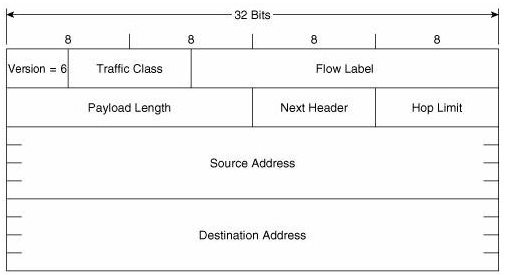 32 Bits
8 8 8 8
Version = 6 Traffic Class Flow Label
Payload Length Next Header Hop Limit
Source Address
Destination Address